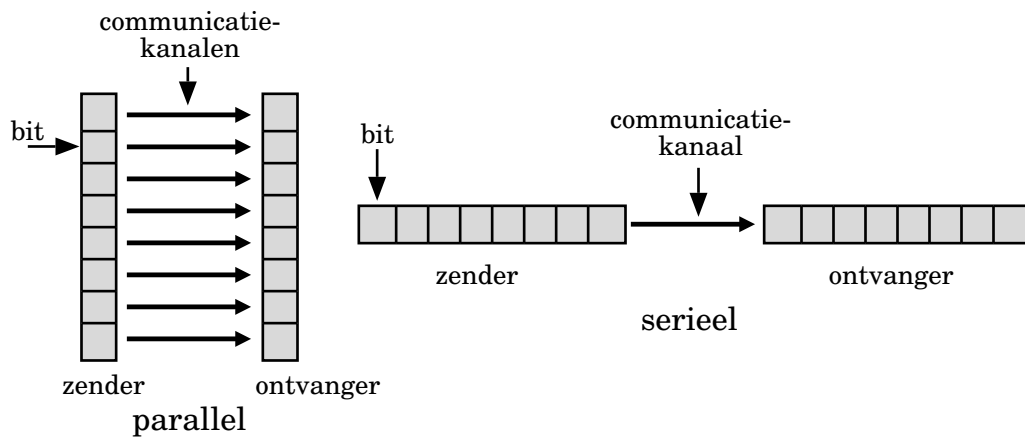 communicatie-
kanalen
bit
zender
ontvanger
parallel
bit
communicatie-
kanaal
zender
ontvanger
serieel